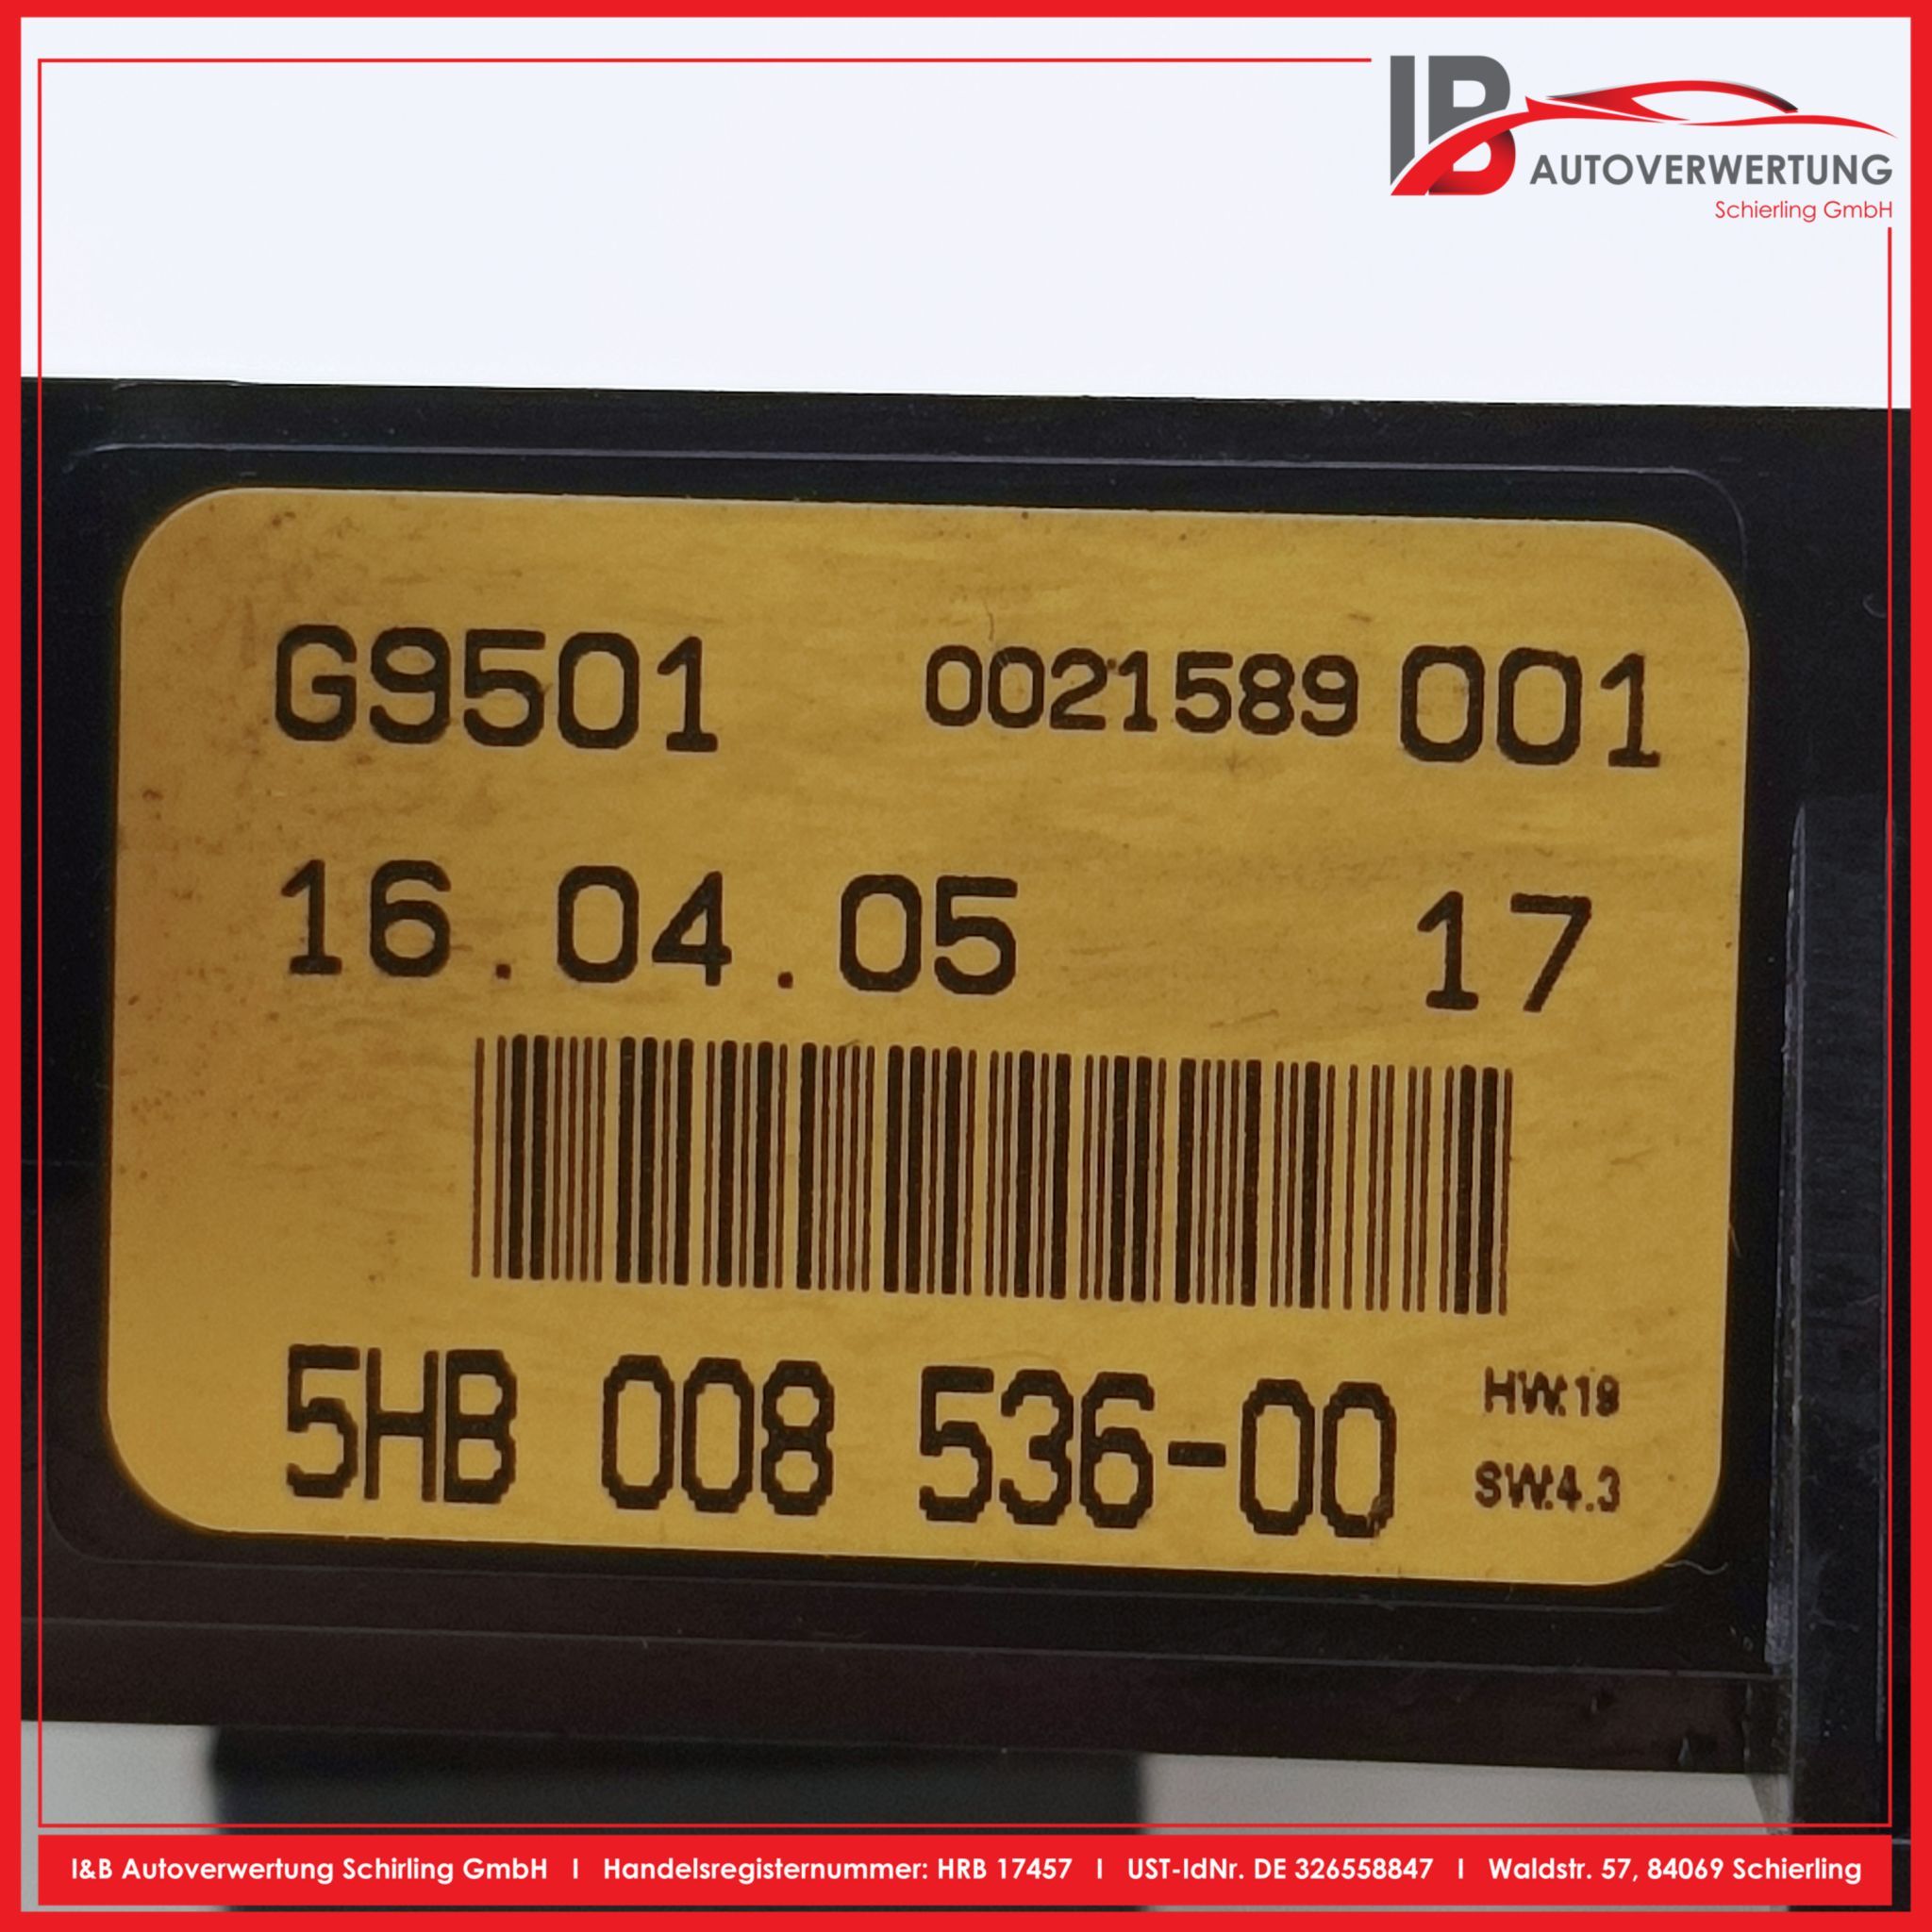 IB AUTOVERWERTUNG
Schierling GmbH
G9501 0021589 001
16.04.05 17
5HB 008 536-00
HW:19
SW:4.3
I&B Autoverwertung Schirling GmbH I Handelsregisternummer: HRB 17457 I UST-IdNr. DE 326558847 I Waldstr. 57, 84069 Schierling